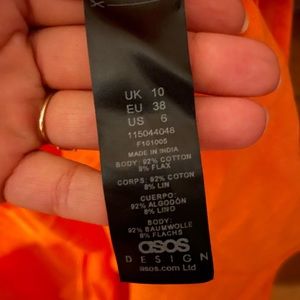 UK 10
EU 38
US 6
115044046
F101005
MADE IN INDIA
BODY: 92% COTTON
8% FLAX
CORPS: 92% COTON
8% LIN
CUERPO:
92% ALGODÓN
8% LINO
BODY:
92% BAUMWOLLE
8% FLACHS
asos
DESIGN
asos.com Ltd